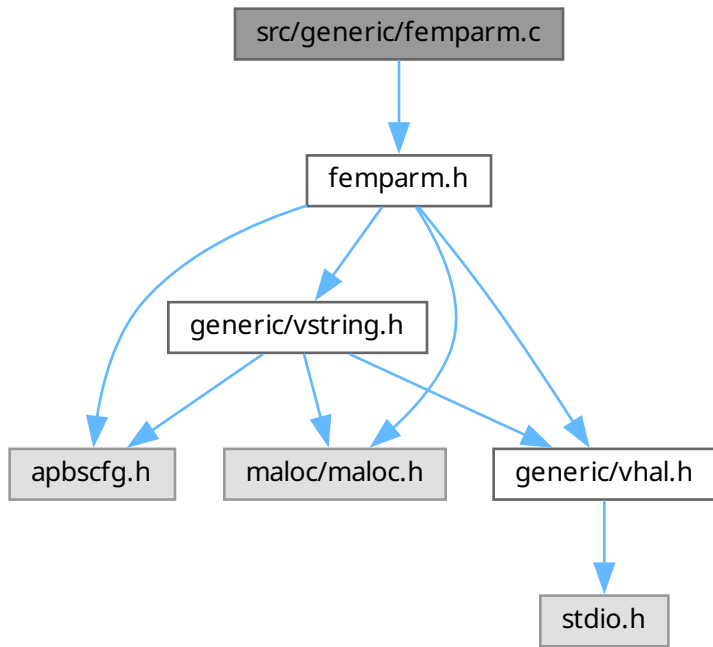 src/generic/femparm.c
femparm.h
generic/vstring.h
apbscfg.h
maloc/maloc.h
generic/vhal.h
stdio.h